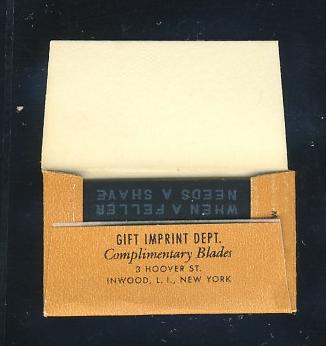 WHEN A FELLER
NEEDS A SHAVE
GIFT IMPRINT DEPT.
Complimentary Blades
3 HOOVER ST.
INWOOD, L. I., NEW YORK